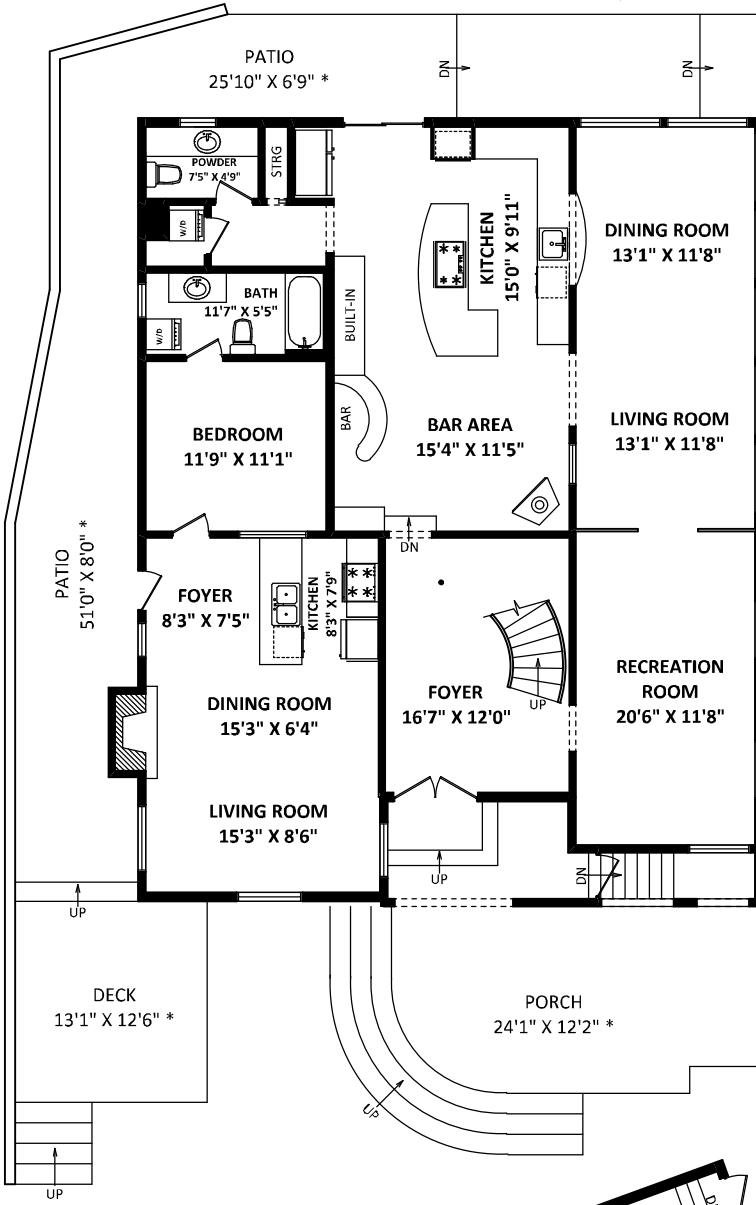 PATIO
25'10" X 6'9" *
DN
DN
POWDER
7'5" X 4'9"
STRG
W/D
KITCHEN
15'0" X 9'11"
DINING ROOM
13'1" X 11'8"
BATH
11'7" X 5'5"
W/D
BUILT-IN
BAR
BEDROOM
11'9" X 11'1"
BAR AREA
15'4" X 11'5"
LIVING ROOM
13'1" X 11'8"
PATIO
51'0" X 8'0" *
DN
FOYER
8'3" X 7'5"
KITCHEN
8'3" X 7'9"
FOYER
16'7" X 12'0"
UP
RECREATION
ROOM
20'6" X 11'8"
DINING ROOM
15'3" X 6'4"
LIVING ROOM
15'3" X 8'6"
UP
DN
UP
DECK
13'1" X 12'6" *
PORCH
24'1" X 12'2" *
UP
UP